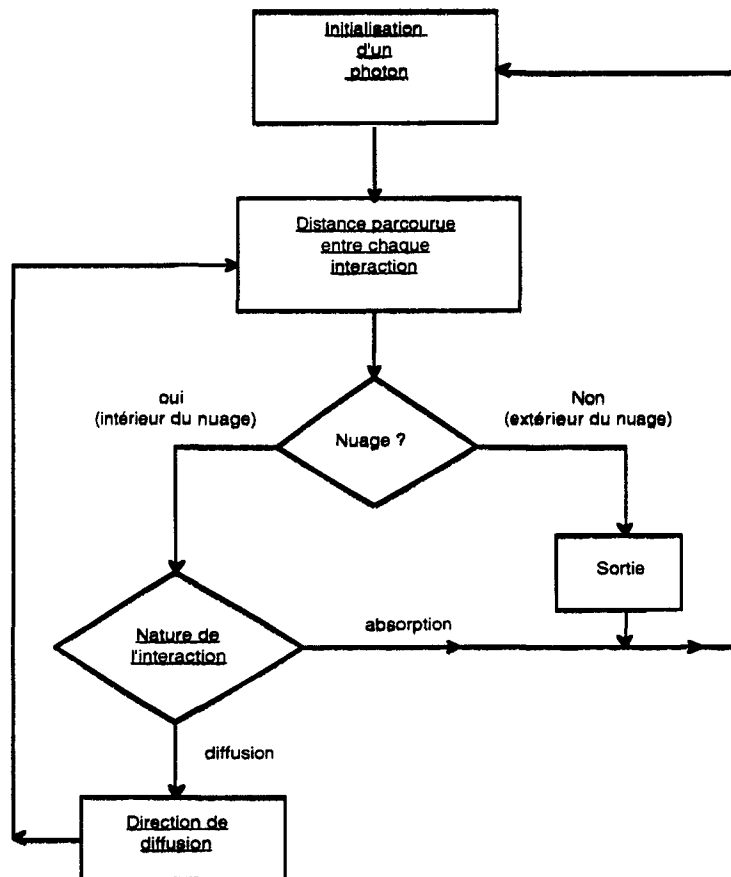 Initialisation
d'un
photon
Distance parcourue
entre chaque
interaction
oui
(intérieur du nuage)
Non
(extérieur du nuage)
Nuage ?
Sortie
Nature de
l'interaction
absorption
diffusion
Direction de
diffusion